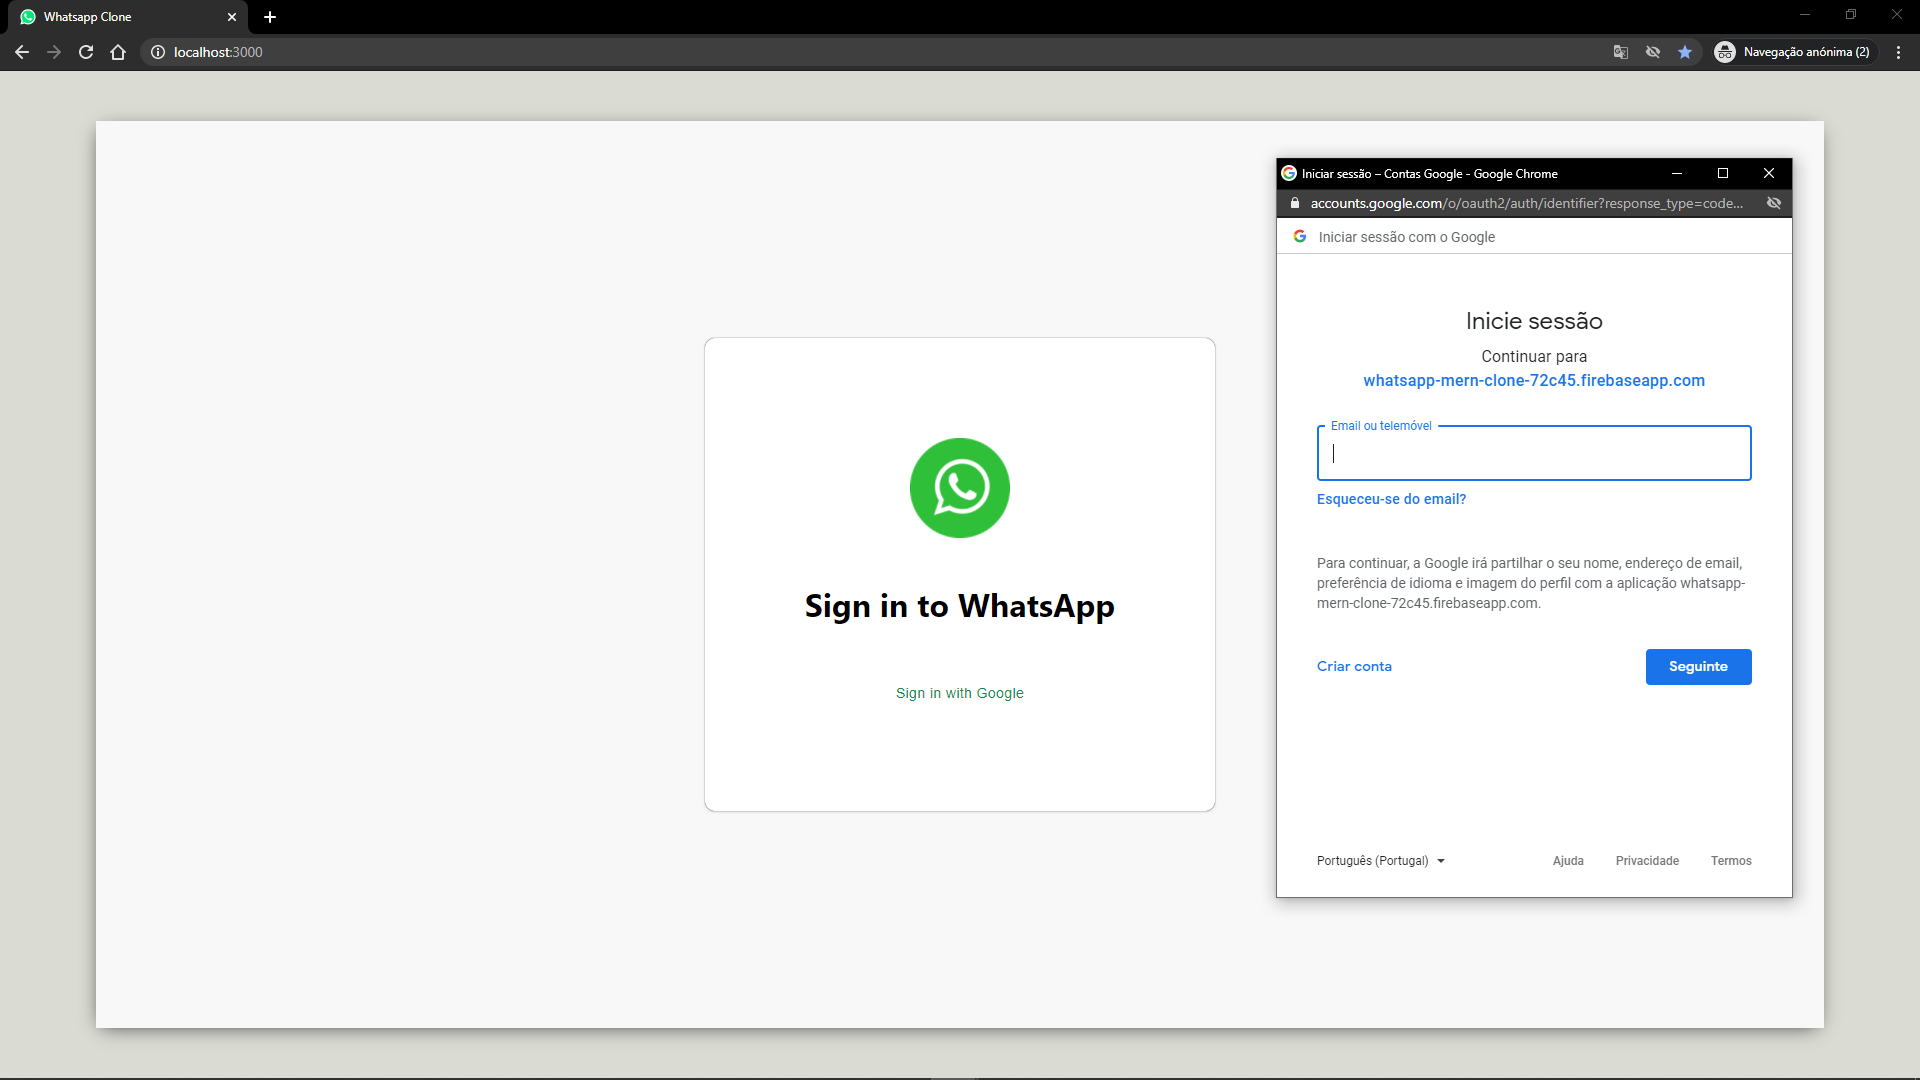 Whatsapp Clone
localhost:3000
Navegação anónima (2)
Sign in to WhatsApp
Sign in with Google
Iniciar sessão – Contas Google - Google Chrome
accounts.google.com/o/oauth2/auth/identifier?response_type=code...
Iniciar sessão com o Google
Inicie sessão
Continuar para
whatsapp-mern-clone-72c45.firebaseapp.com
Email ou telemóvel
Esqueceu-se do email?
Para continuar, a Google irá partilhar o seu nome, endereço de email,
preferência de idioma e imagem do perfil com a aplicação whatsapp-
mern-clone-72c45.firebaseapp.com.
Criar conta
Seguinte
Português (Portugal)
Ajuda
Privacidade
Termos